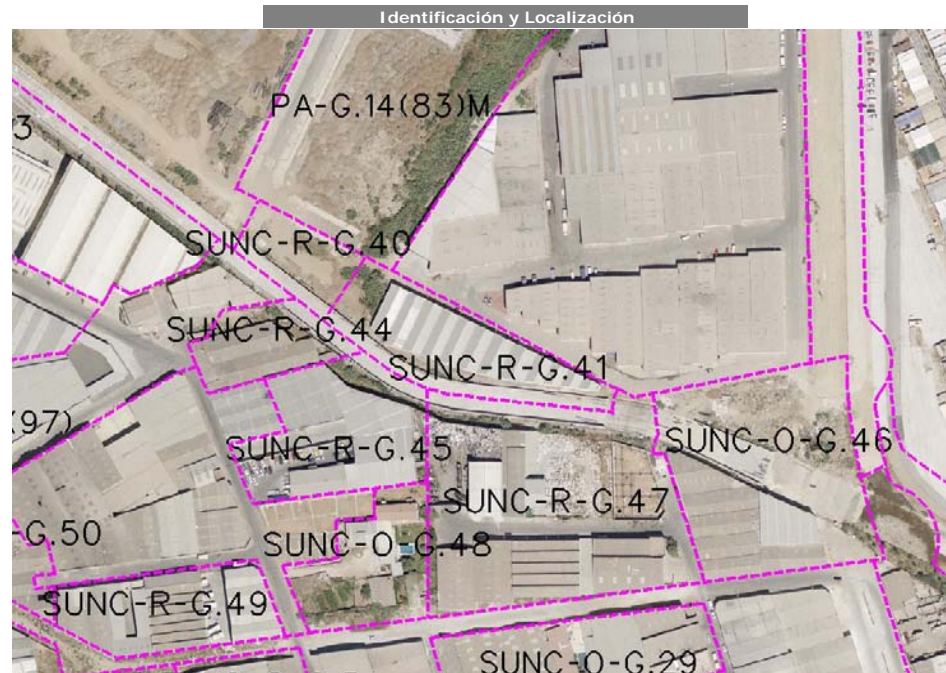 Identificación y Localización
PA-G.14(83)M
3
SUNC-R-G.40
SUNC-R-G.44
SUNC-R-G.41
(97)
SUNC-R-G.45
SUNC-O-G.46
SUNC-R-G.47
-G.50
SUNC-O-G.48
SUNC-R-G.49
SUNC-O-G.29